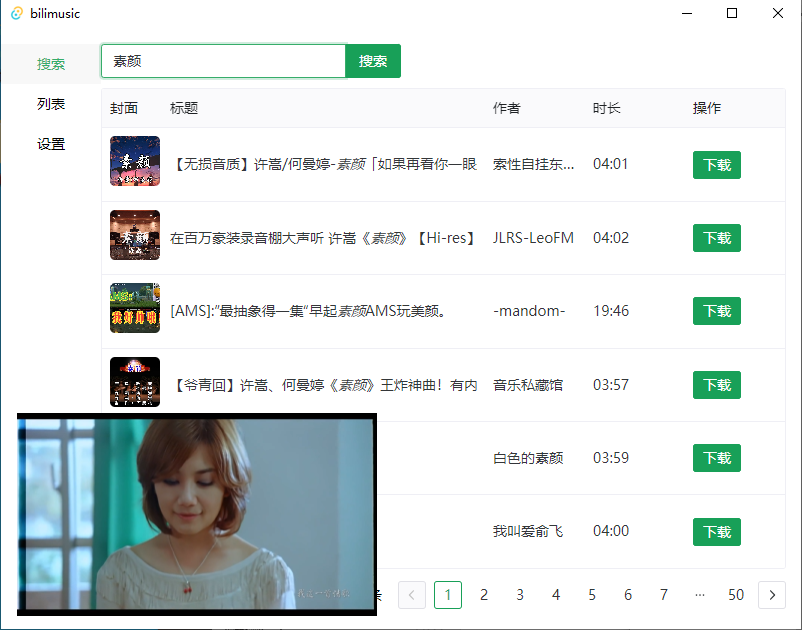 bilimusic
搜索
列表
设置
素颜 搜索
封面 标题 作者 时长 操作
素颜 【无损音质】许嵩/何曼婷-素颜「如果再看你一眼 索性自挂东... 04:01 下载
素颜 在百万豪装录音棚大声听 许嵩《素颜》【Hi-res】 JLRS-LeoFM 04:02 下载
[AMS]:“最抽象得一集”早起素颜AMS玩美颜。 -mandom- 19:46 下载
【爷青回】许嵩、何曼婷《素颜》王炸神曲！有内 音乐私藏馆 03:57 下载
白色的素颜 03:59 下载
我叫爱俞飞 04:00 下载
1 2 3 4 5 6 7 ... 50